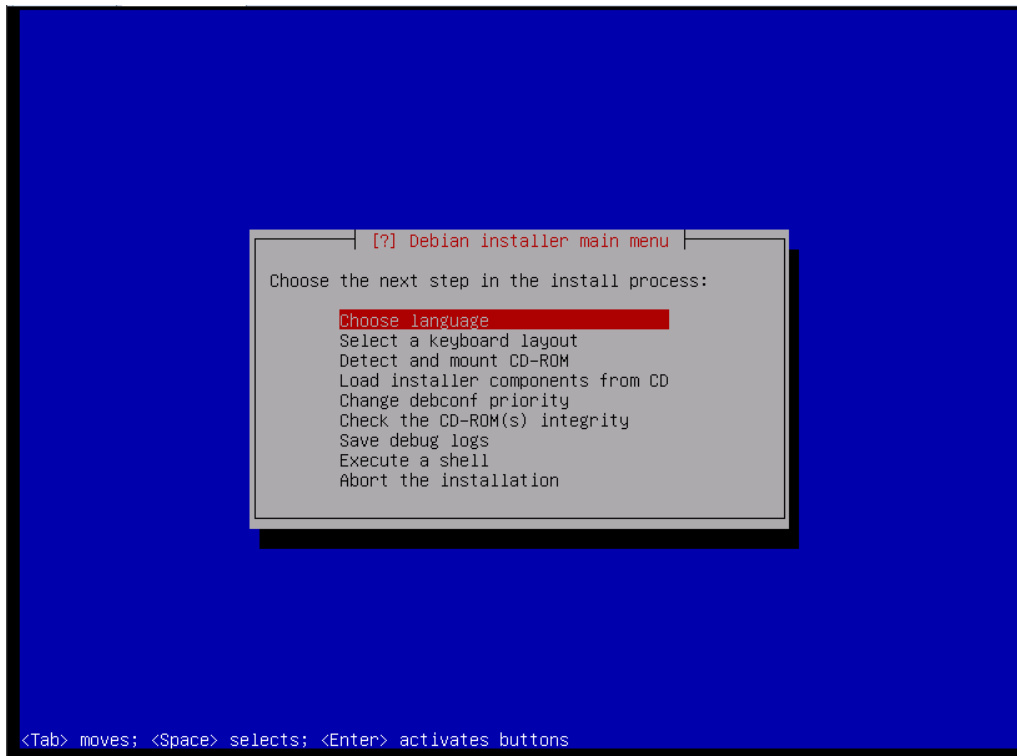 [?] Debian installer main menu
Choose the next step in the install process:
Choose language
Select a keyboard layout
Detect and mount CD-ROM
Load installer components from CD
Change debconf priority
Check the CD-ROM(s) integrity
Save debug logs
Execute a shell
Abort the installation
<Tab> moves; <Space> selects; <Enter> activates buttons